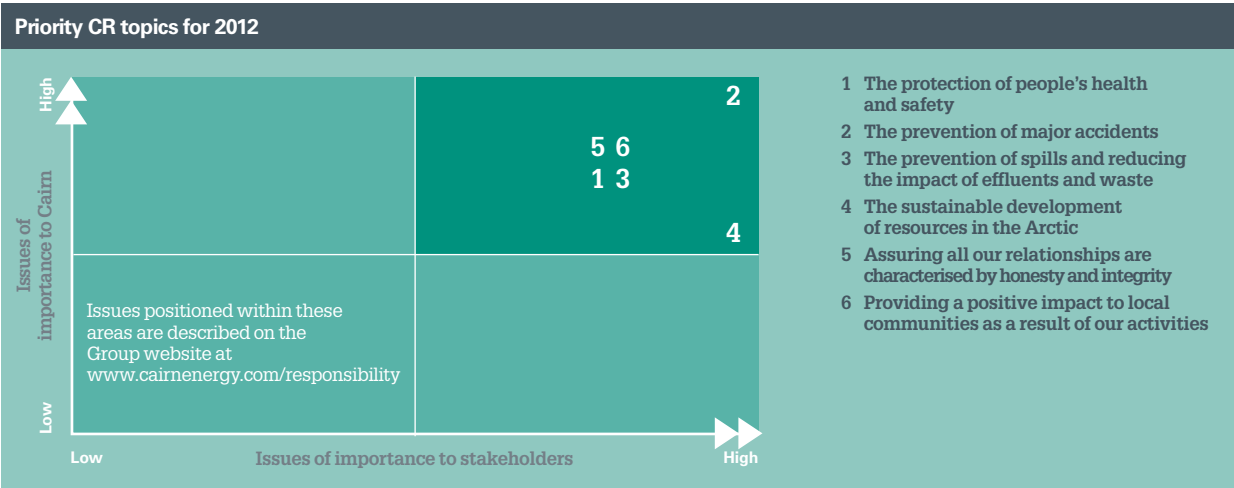 Priority CR topics for 2012
High
Issues of
importance to Cairn
Low
2
5 6
1 3
4
Issues positioned within these
areas are described on the
Group website at
www.cairnenergy.com/responsibility
Low
Issues of importance to stakeholders
High
1 The protection of people's health
and safety
2 The prevention of major accidents
3 The prevention of spills and reducing
the impact of effluents and waste
4 The sustainable development
of resources in the Arctic
5 Assuring all our relationships are
characterised by honesty and integrity
6 Providing a positive impact to local
communities as a result of our activities